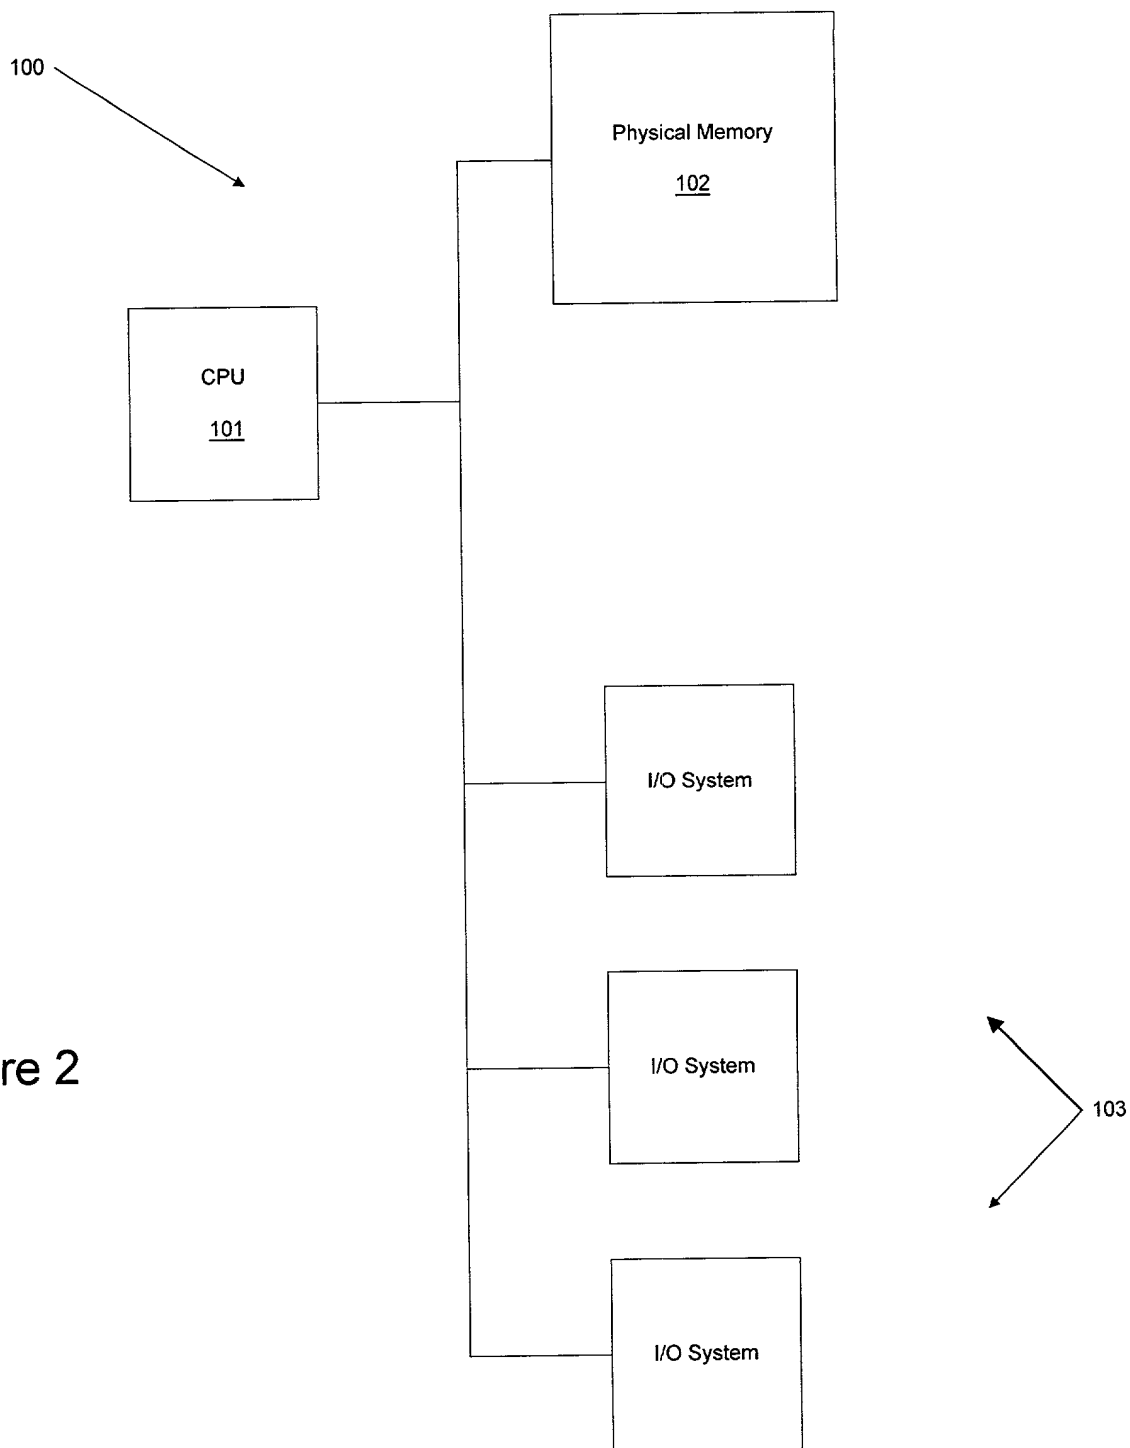 100
Physical Memory
102
CPU
101
I/O System
I/O System
re 2
103
I/O System